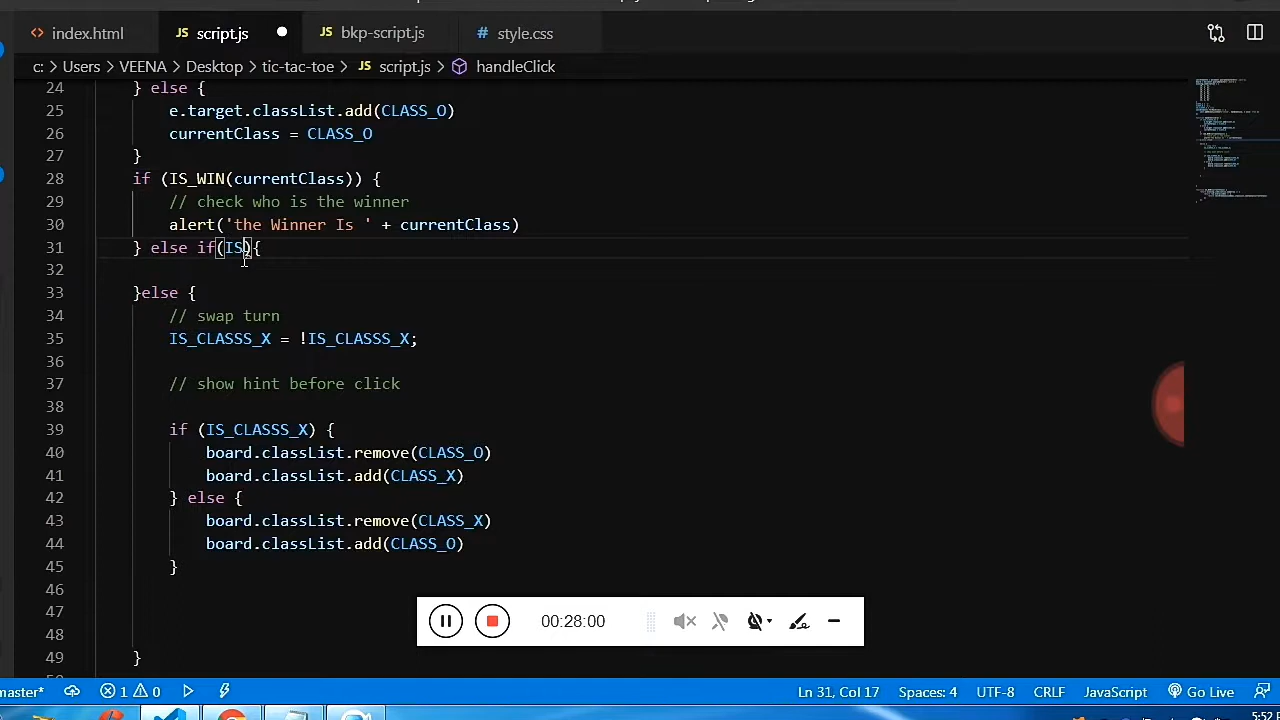 index.html
script.js
JS bkp-script.js
# style.css
c: > Users > VEENA > Desktop > tic-tac-toe > JS script.js > handleClick
24 } else {
25 e.target.classList.add(CLASS_O)
26 currentClass = CLASS_O
27 }
28 if (IS_WIN(currentClass)) {
29 // check who is the winner
30 alert('the Winner Is ' + currentClass)
31 } else if(IS){
32
33 }else {
34 // swap turn
35 IS_CLASSS_X = !IS_CLASSS_X;
36
37 // show hint before click
38
39 if (IS_CLASSS_X) {
40 board.classList.remove(CLASS_O)
41 board.classList.add(CLASS_X)
42 } else {
43 board.classList.remove(CLASS_X)
44 board.classList.add(CLASS_O)
45 }
46
47
48
49 }
00:28:00
master* 1 0 Ln 31, Col 17 Spaces: 4 UTF-8 CRLF JavaScript Go Live